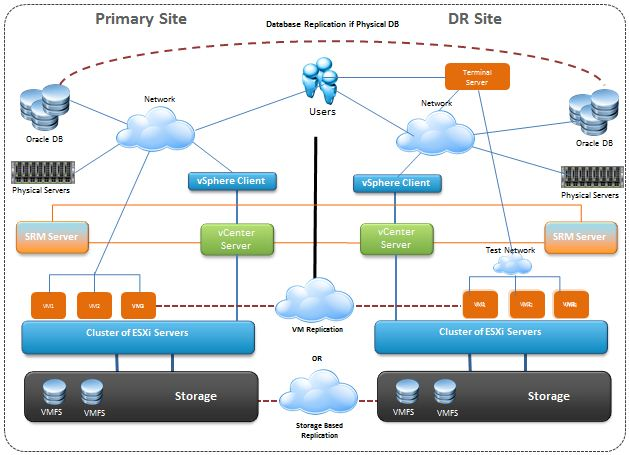 Primary Site
Database Replication if Physical DB
DR Site
Terminal
Server
Network
Users
Network
Oracle DB
Oracle DB
Physical Servers
Physical Servers
vSphere Client
vSphere Client
SRM Server
vCenter
Server
vCenter
Server
SRM Server
Test Network
VM1
VM2
VM3
VM Replication
Cluster of ESXi Servers
Cluster of ESXi Servers
OR
VMFS
VMFS
Storage
VMFS
VMFS
Storage
Storage Based
Replication